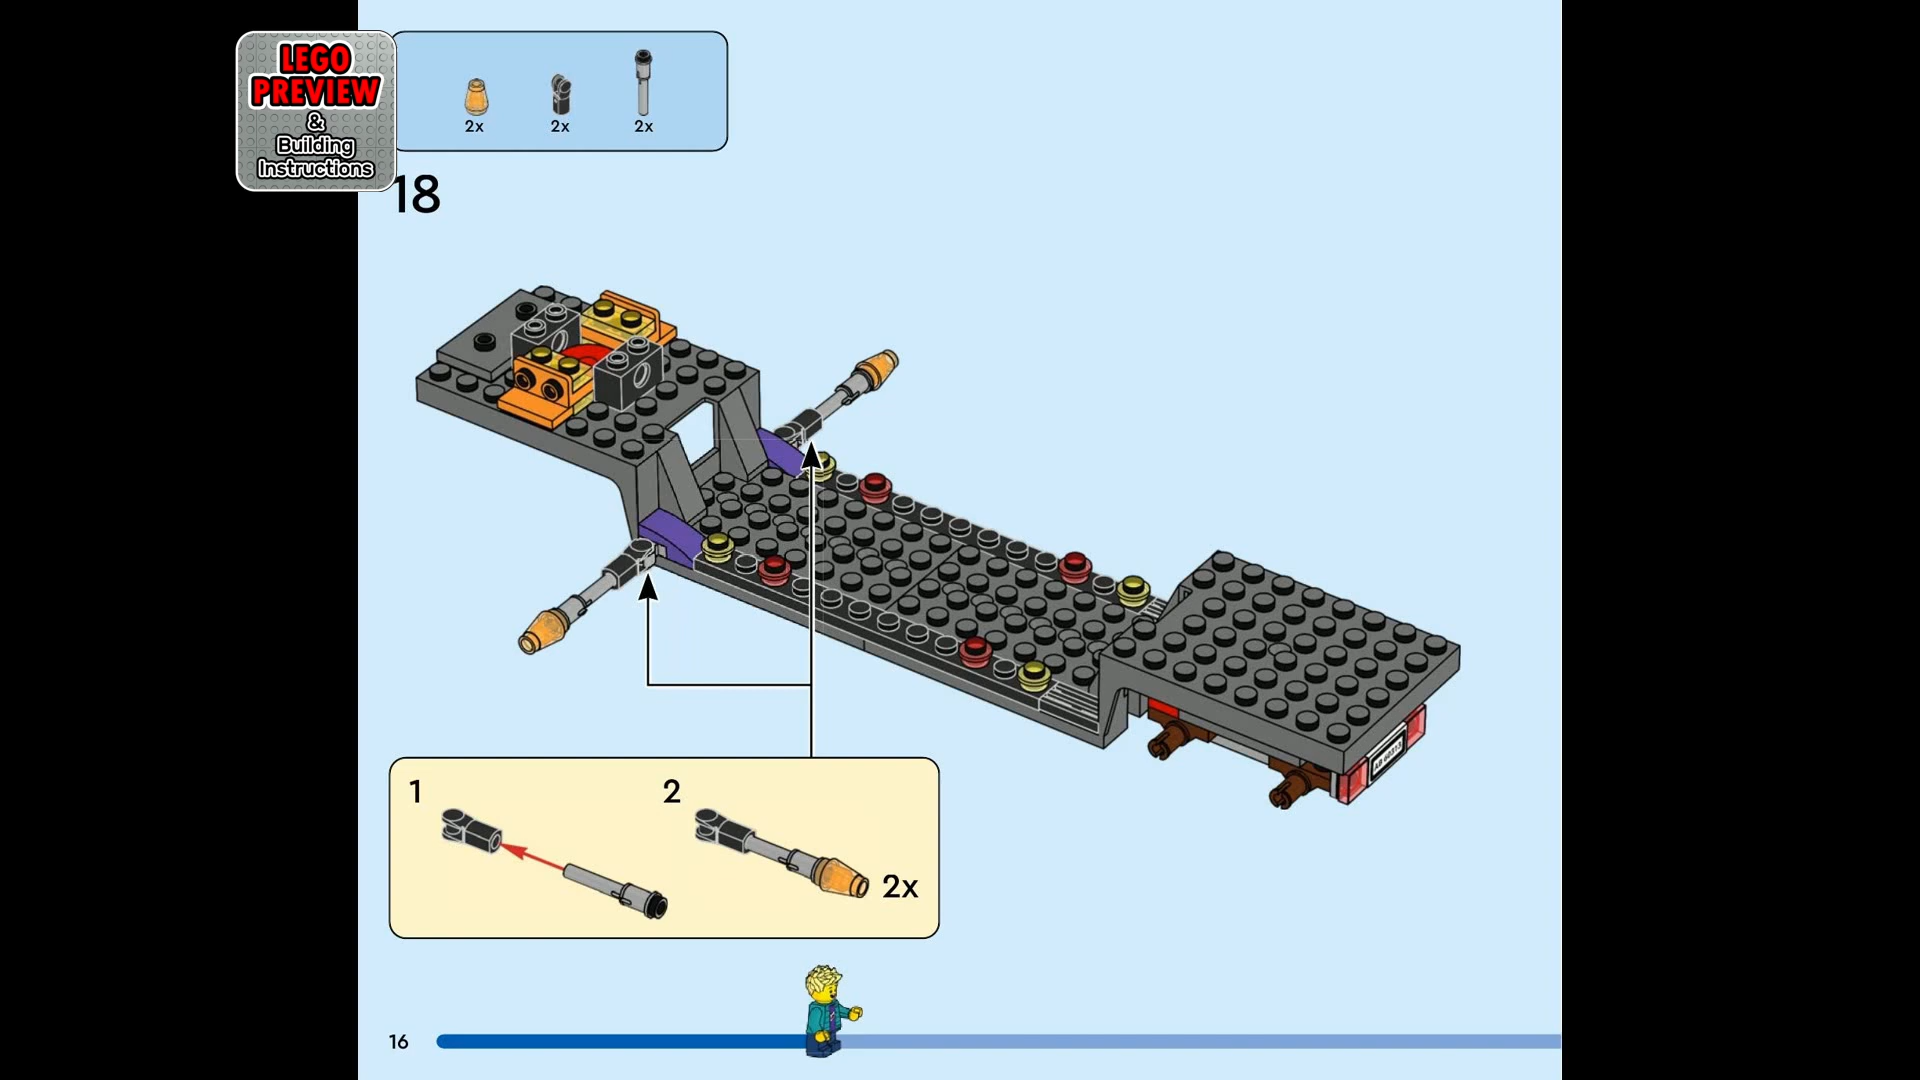 LEGO
PREVIEW
&
Building
Instructions
2x
2x
2x
18
1
2
2x
16